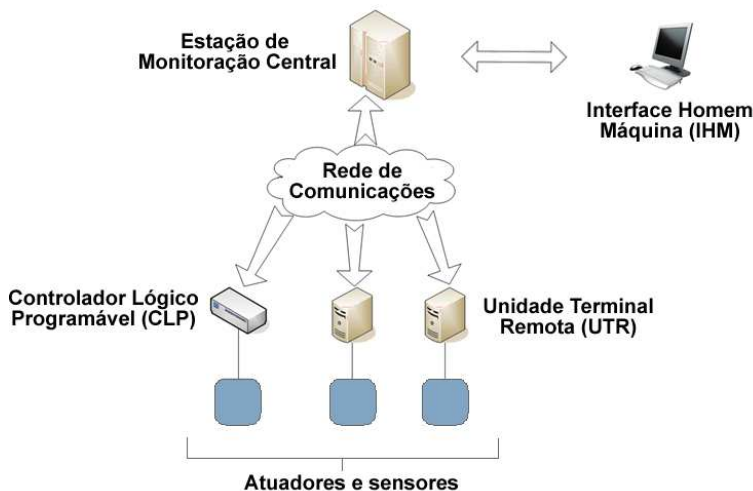 Estação de
Monitoração Central
Interface Homem
Máquina (IHM)
Rede de
Comunicações
Controlador Lógico
Programável (CLP)
Unidade Terminal
Remota (UTR)
Atuadores e sensores